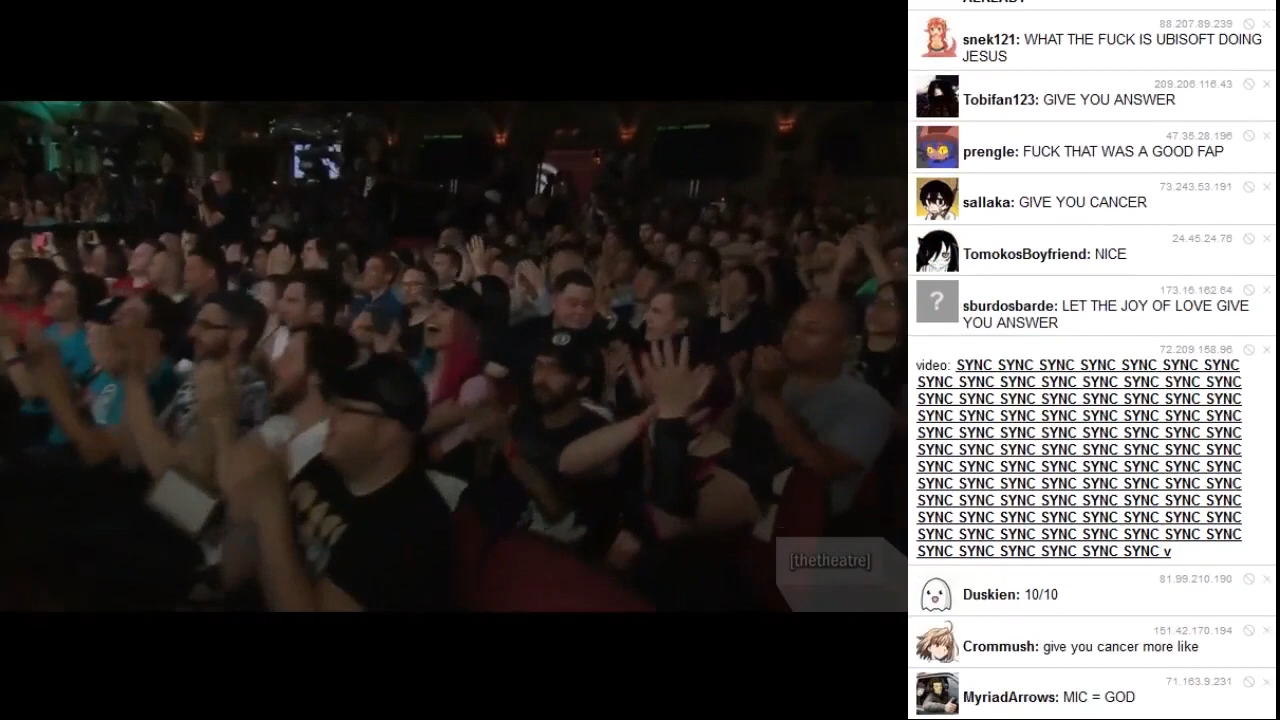 88.207.89.239
snek121: WHAT THE FUCK IS UBISOFT DOING
JESUS
209.206.116.43
Tobifan123: GIVE YOU ANSWER
47.35.28.196
prengle: FUCK THAT WAS A GOOD FAP
73.243.53.191
sallaka: GIVE YOU CANCER
24.45.24.76
TomokosBoyfriend: NICE
173.16.162.64
sburdosbarde: LET THE JOY OF LOVE GIVE
YOU ANSWER
72.209.158.96
video: SYNC SYNC SYNC SYNC SYNC SYNC SYNC
SYNC SYNC SYNC SYNC SYNC SYNC SYNC SYNC
SYNC SYNC SYNC SYNC SYNC SYNC SYNC SYNC
SYNC SYNC SYNC SYNC SYNC SYNC SYNC SYNC
SYNC SYNC SYNC SYNC SYNC SYNC SYNC SYNC
SYNC SYNC SYNC SYNC SYNC SYNC SYNC SYNC
SYNC SYNC SYNC SYNC SYNC SYNC SYNC SYNC
SYNC SYNC SYNC SYNC SYNC SYNC SYNC SYNC
SYNC SYNC SYNC SYNC SYNC SYNC SYNC SYNC
SYNC SYNC SYNC SYNC SYNC SYNC SYNC SYNC
SYNC SYNC SYNC SYNC SYNC SYNC SYNC SYNC
SYNC SYNC SYNC SYNC SYNC SYNC v
[thetheatre]
81.99.210.190
Duskien: 10/10
151.42.170.194
Crommush: give you cancer more like
71.163.9.231
MyriadArrows: MIC = GOD